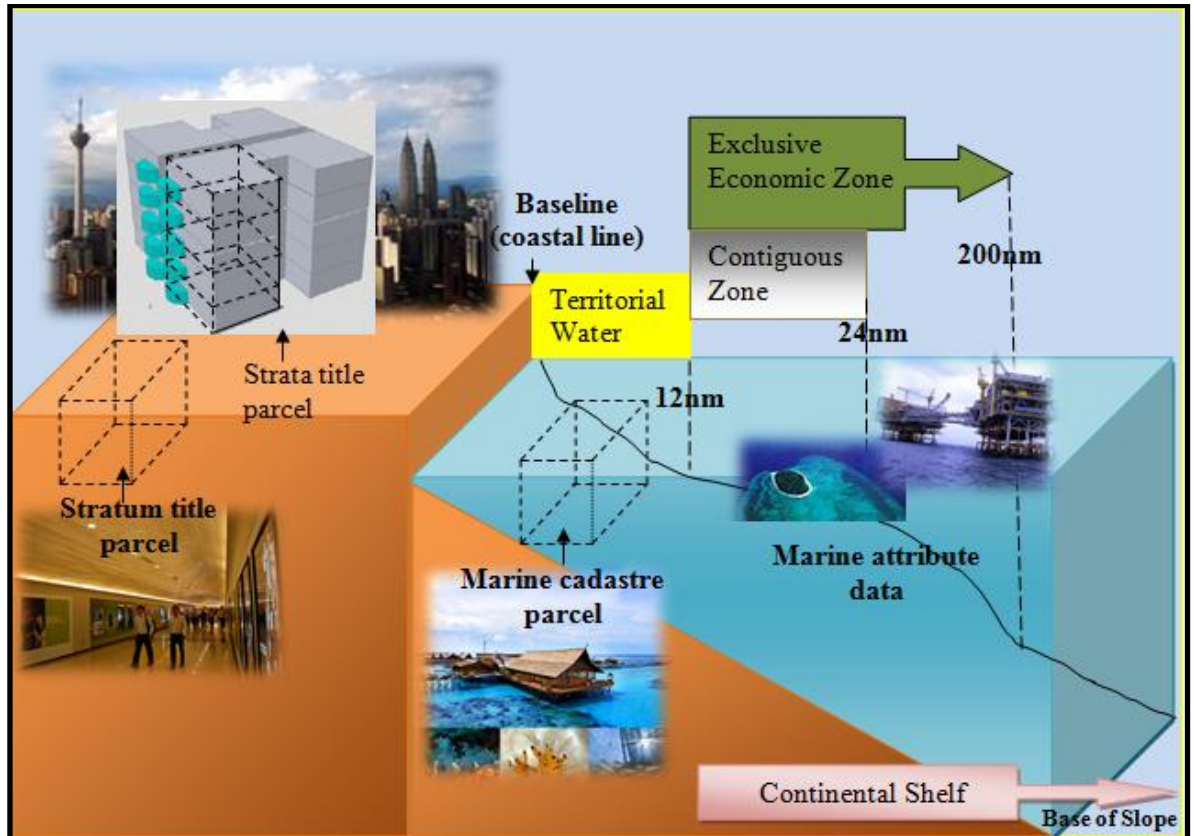 Exclusive
Economic Zone
Baseline
(coastal line)
200nm
Contiguous
Zone
Territorial
Water
24nm
Strata title
parcel
12nm
Stratum title
parcel
Marine cadastre
parcel
Marine attribute
data
Continental Shelf
Base of Slope